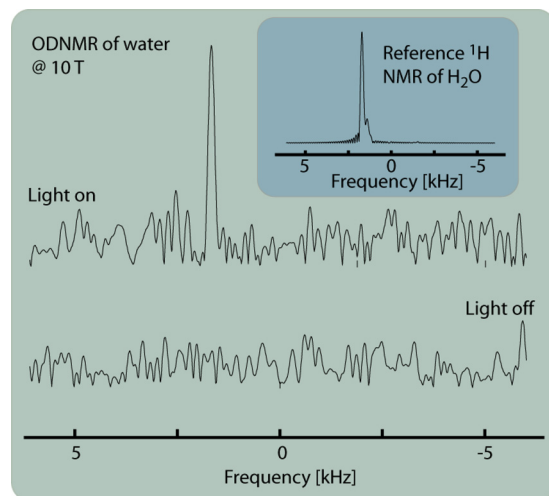 ODNMR of water
@ 10 T
Reference ¹H
NMR of H₂O
5 0 -5
Frequency [kHz]
Light on
Light off
5 0 -5
Frequency [kHz]